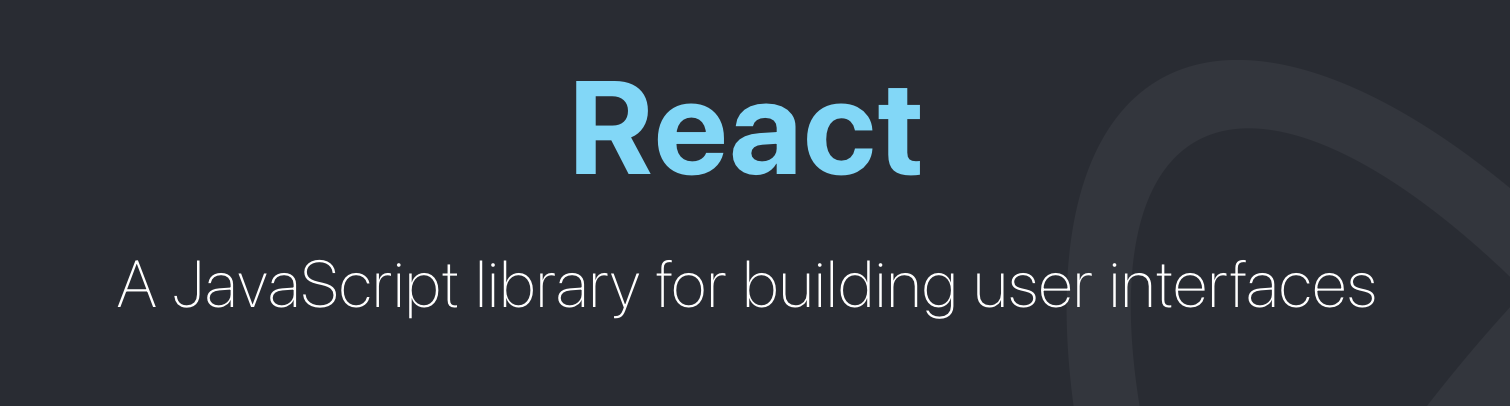 React
A JavaScript library for building user interfaces